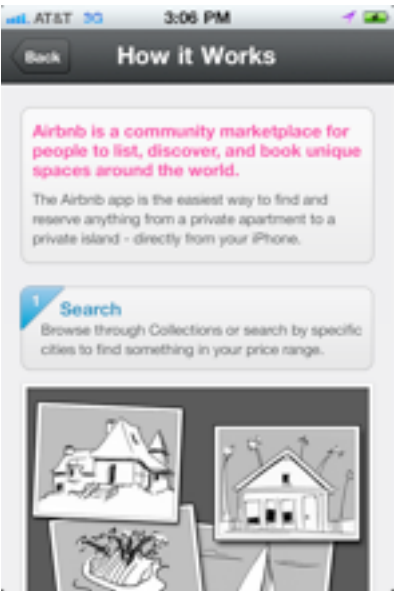 AT&T 3G 3:06 PM
Back How it Works
Airbnb is a community marketplace for
people to list, discover, and book unique
spaces around the world.
The Airbnb app is the easiest way to find and
reserve anything from a private apartment to a
private island - directly from your iPhone.
1 Search
Browse through Collections or search by specific
cities to find something in your price range.